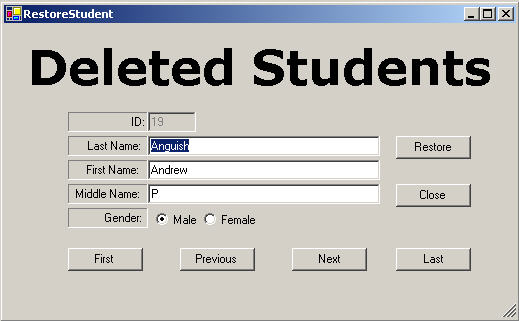 RestoreStudent
Deleted Students
ID: 19
Last Name: Anguish
Restore
First Name: Andrew
Middle Name: P
Close
Gender: Male Female
First Previous Next Last